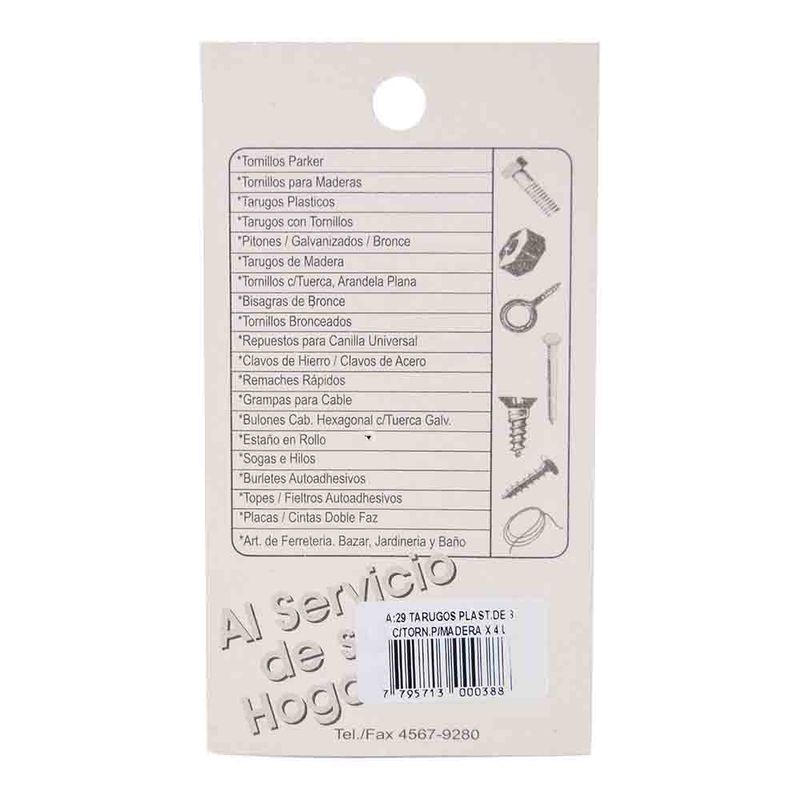 *Tornillos Parker
*Tornillos para Maderas
*Tarugos Plasticos
*Tarugos con Tornillos
*Pitones / Galvanizados / Bronce
*Tarugos de Madera
*Tornillos c/Tuerca, Arandela Plana
*Bisagras de Bronce
*Tornillos Bronceados
*Repuestos para Canilla Universal
*Clavos de Hierro / Clavos de Acero
*Remaches Rápidos
*Grampas para Cable
*Bulones Cab. Hexagonal c/Tuerca Galv.
*Estaño en Rollo
*Sogas e Hilos
*Burletes Autoadhesivos
*Topes / Fieltros Autoadhesivos
*Placas / Cintas Doble Faz
*Art. de Ferreteria. Bazar, Jardineria y Baño
Al Servicio
de
A:29 TARUGOS PLAST.DE
C/TORN.P/MADERA X 4
7 795713 000388
Tel./Fax 4567-9280